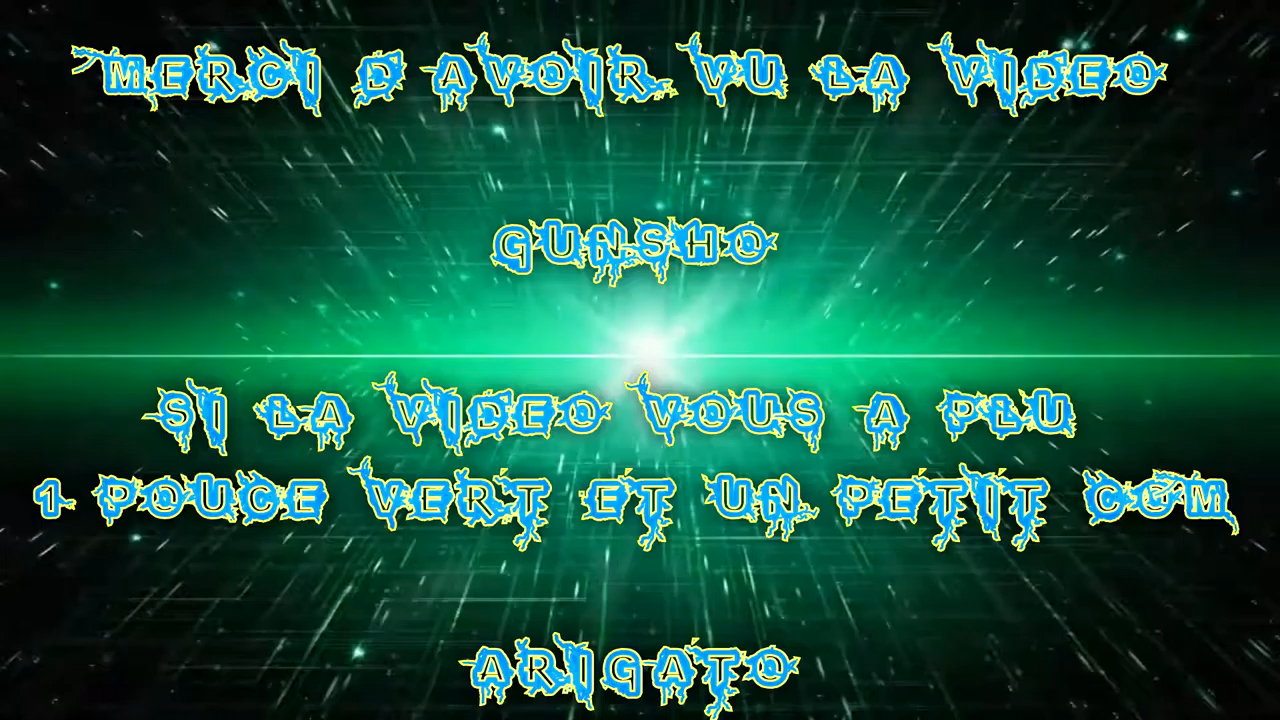 MERCI D AVOIR VU LA VIDEO
GUNSHO
SI LA VIDEO VOUS A PLU
1 POUCE VERT ET UN PETIT COM
ARIGATO